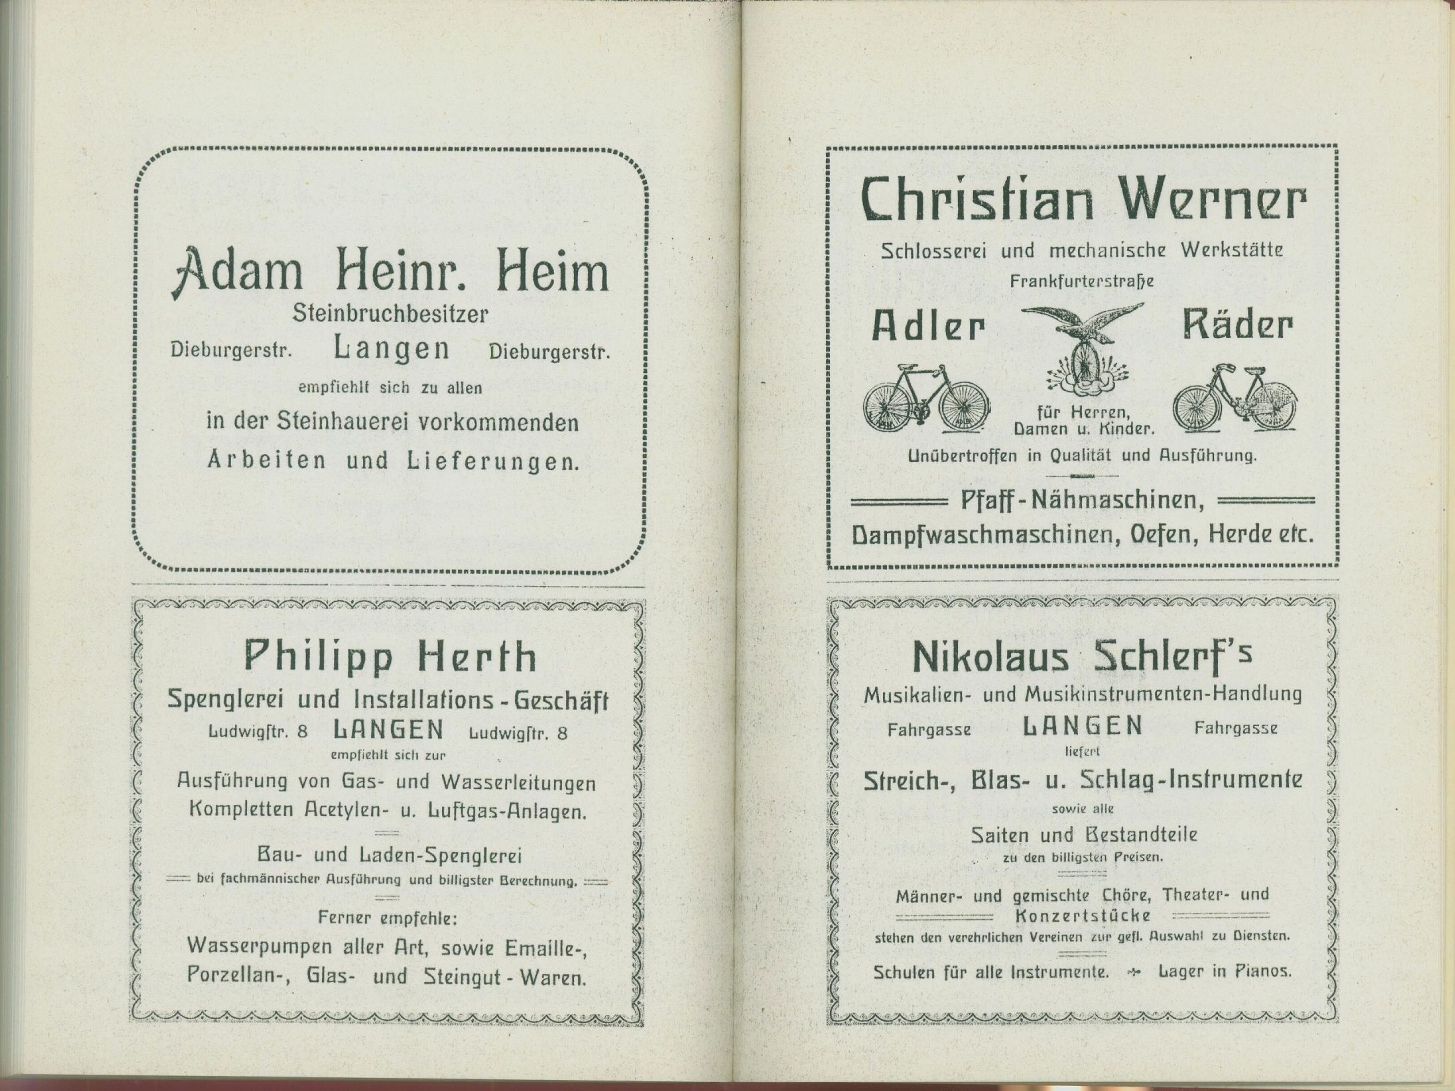 Adam Heinr. Heim
Steinbruchbesitzer
Dieburgerstr. Langen Dieburgerstr.
empfiehlt sich zu allen
in der Steinhauerei vorkommenden
Arbeiten und Lieferungen.
Philipp Herth
Spenglerei und Installations-Geschäft
Ludwigstr. 8 LANGEN Ludwigstr. 8
empfiehlt sich zur
Ausführung von Gas- und Wasserleitungen
Kompletten Acetylen- u. Luftgas-Anlagen.
Bau- und Laden-Spenglerei
bei fachmännischer Ausführung und billigster Berechnung.
Ferner empfehle:
Wasserpumpen aller Art, sowie Emaille-,
Porzellan-, Glas- und Steingut-Waren.
Christian Werner
Schlosserei und mechanische Werkstätte
Frankfurterstraße
Adler Räder
für Herren,
Damen u. Kinder.
Unübertroffen in Qualität und Ausführung.
Pfaff-Nähmaschinen,
Dampfwaschmaschinen, Oefen, Herde etc.
Nikolaus Schlerf's
Musikalien- und Musikinstrumenten-Handlung
Fahrgasse LANGEN Fahrgasse
liefert
Streich-, Blas- u. Schlag-Instrumente
sowie alle
Saiten und Bestandteile
zu den billigsten Preisen.
Männer- und gemischte Chöre, Theater- und
Konzertstücke
stehen den verehrlichen Vereinen zur gefl. Auswahl zu Diensten.
Schulen für alle Instrumente. Lager in Pianos.